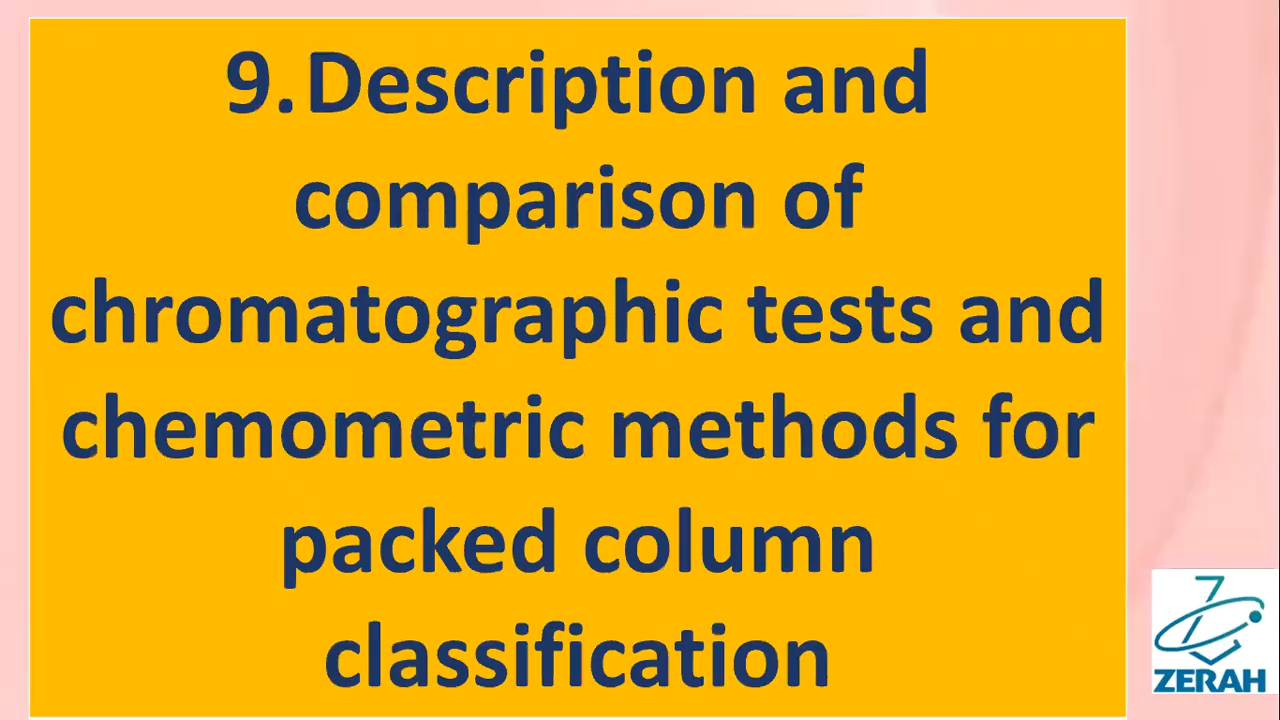 9. Description and
comparison of
chromatographic tests and
chemometric methods for
packed column
classification
ZERAH